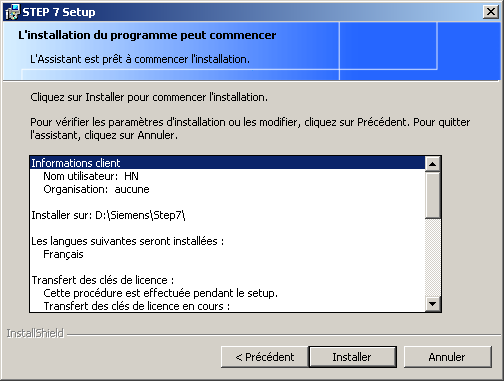 STEP 7 Setup
L'installation du programme peut commencer
L'Assistant est prêt à commencer l'installation.
Cliquez sur Installer pour commencer l'installation.
Pour vérifier les paramètres d'installation ou les modifier, cliquez sur Précédent. Pour quitter
l'assistant, cliquez sur Annuler.
Informations client
Nom utilisateur: HN
Organisation: aucune
Installer sur: D:\Siemens\Step7\
Les langues suivantes seront installées :
Français
Transfert des clés de licence :
Cette procédure est effectuée pendant le setup.
Transfert des clés de licence en cours :
InstallShield
< Précédent
Installer
Annuler